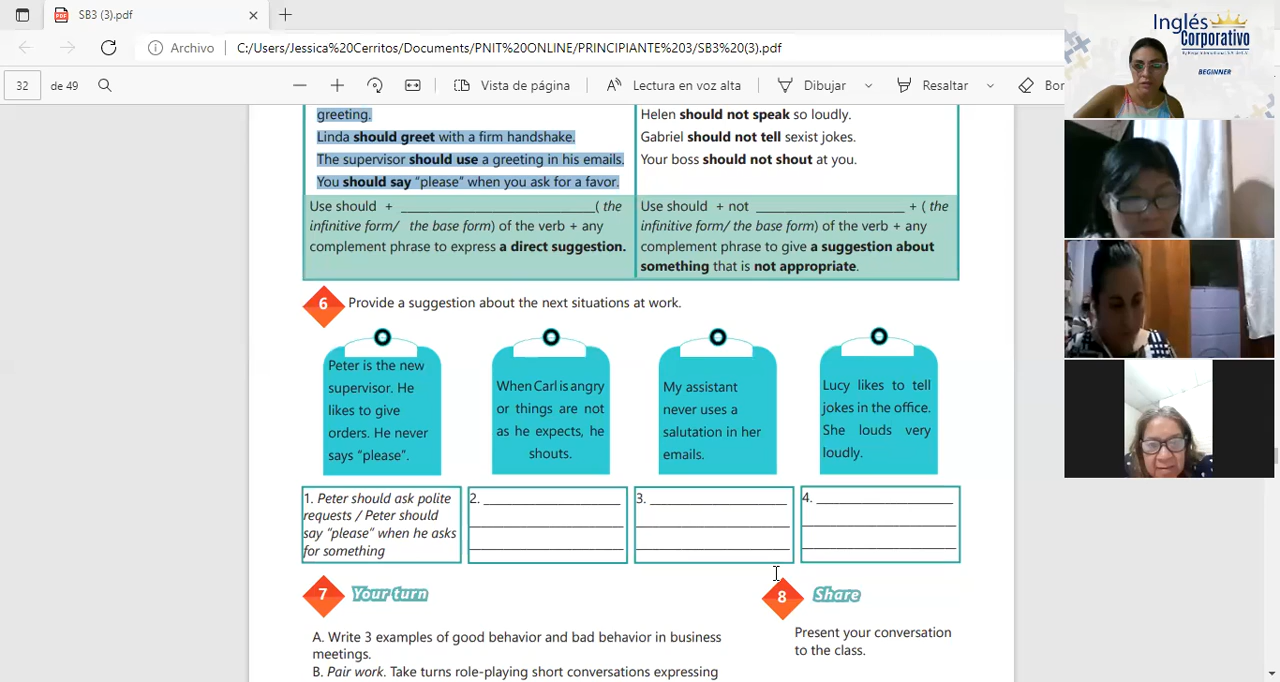 SB3 (3).pdf
Archivo
C:/Users/Jessica%20Cerritos/Documents/PNIT%20ONLINE/PRINCIPIANTE%203/SB3%20(3).pdf
32
de 49
Vista de página
Lectura en voz alta
Dibujar
Resaltar
Bor
Inglés
Corporativo
BEGINNER
greeting.
Linda should greet with a firm handshake.
The supervisor should use a greeting in his emails.
You should say “please” when you ask for a favor.
Helen should not speak so loudly.
Gabriel should not tell sexist jokes.
Your boss should not shout at you.
Use should + ____________________________( the
infinitive form/ the base form) of the verb + any
complement phrase to express a direct suggestion.
Use should + not _____________________ + ( the
infinitive form/ the base form) of the verb + any
complement phrase to give a suggestion about
something that is not appropriate.
6 Provide a suggestion about the next situations at work.
Peter is the new
supervisor. He
likes to give
orders. He never
says “please”.
When Carl is angry
or things are not
as he expects, he
shouts.
My assistant
never uses a
salutation in her
emails.
Lucy likes to tell
jokes in the office.
She louds very
loudly.
1. Peter should ask polite
requests / Peter should
say “please” when he asks
for something
2. ____________________
3. ____________________
4. ____________________
7 Your turn
A. Write 3 examples of good behavior and bad behavior in business
meetings.
B. Pair work. Take turns role-playing short conversations expressing
8 Share
Present your conversation
to the class.